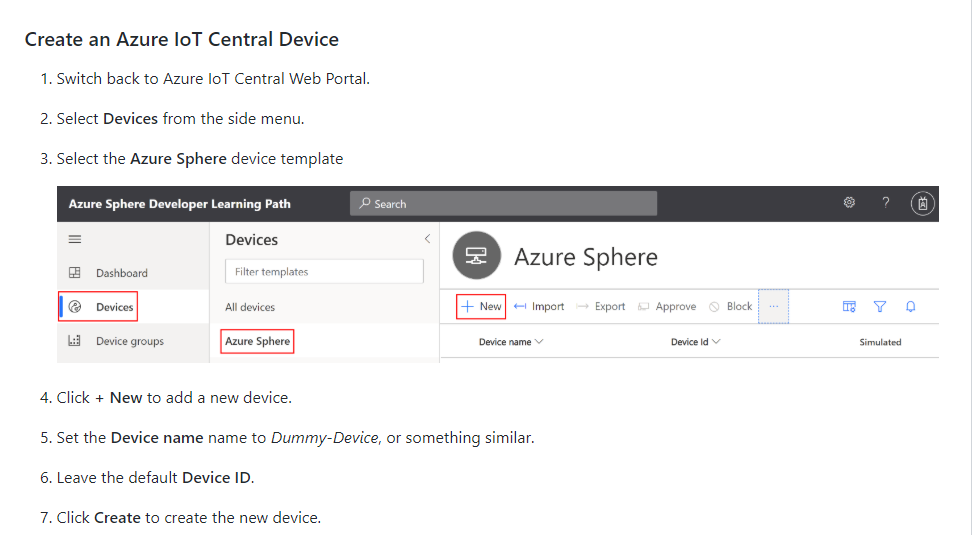 Create an Azure IoT Central Device
1. Switch back to Azure IoT Central Web Portal.
2. Select Devices from the side menu.
3. Select the Azure Sphere device template
Azure Sphere Developer Learning Path
Search
?
Devices
Filter templates
All devices
Azure Sphere
Dashboard
Devices
Device groups
Azure Sphere
+ New
Import
Export
Approve
Block
...
Device name
Device Id
Simulated
4. Click + New to add a new device.
5. Set the Device name name to Dummy-Device, or something similar.
6. Leave the default Device ID.
7. Click Create to create the new device.